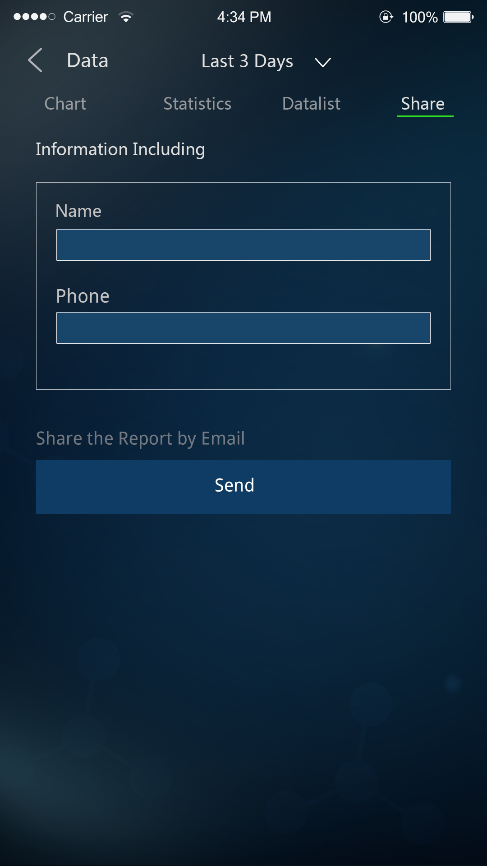 Carrier 4:34 PM 100%
Data Last 3 Days
Chart Statistics Datalist Share
Information Including
Name
Phone
Share the Report by Email
Send